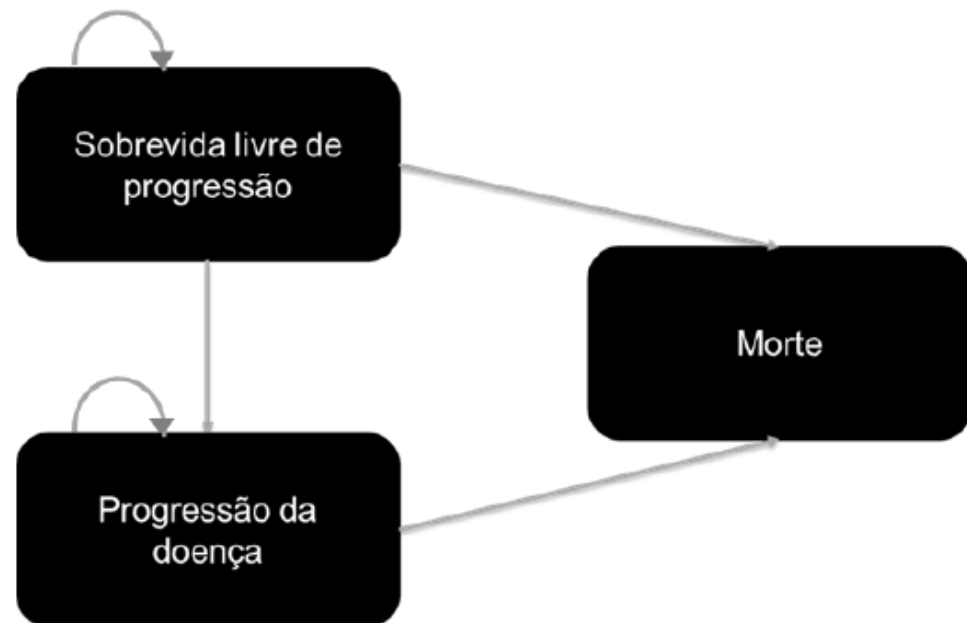 Sobrevida livre de
progressão
Morte
Progressão da
doença